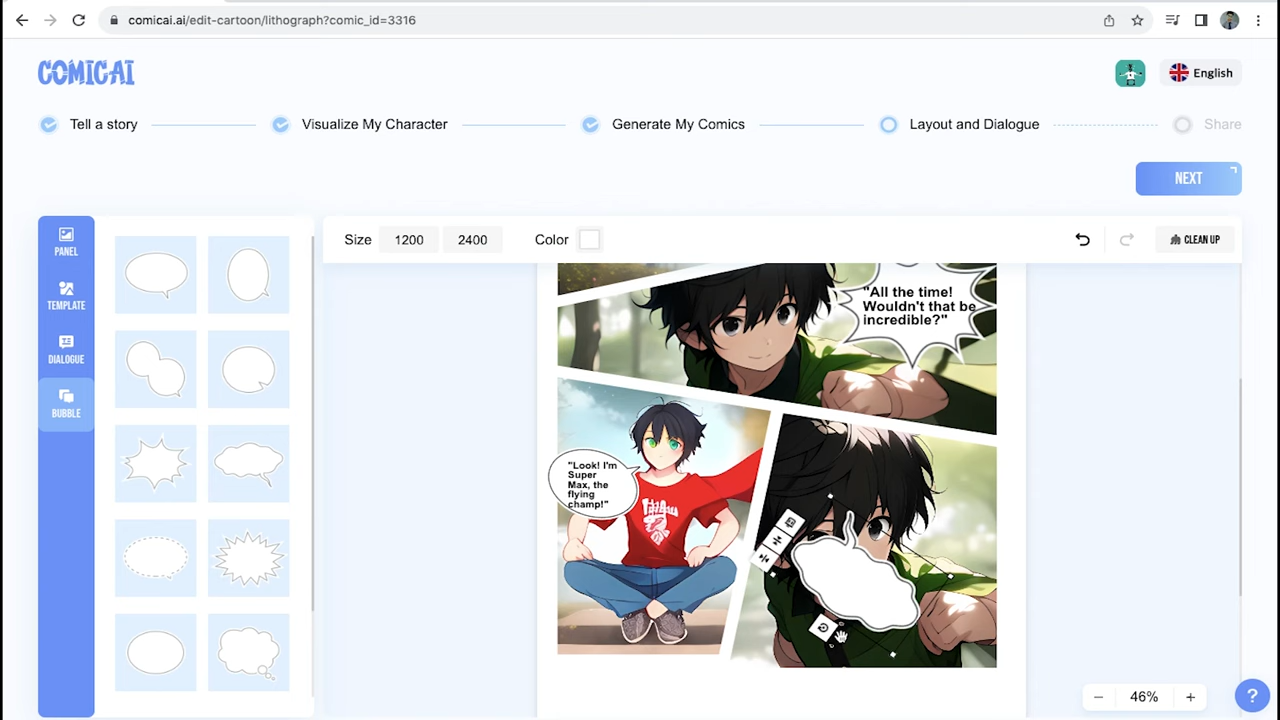 comicai.ai/edit-cartoon/lithograph?comic_id=3316
COMICAI
English
Tell a story
Visualize My Character
Generate My Comics
Layout and Dialogue
Share
NEXT
PANEL
TEMPLATE
DIALOGUE
BUBBLE
Size 1200 2400 Color
CLEAN UP
"All the time!
Wouldn't that be
incredible?"
"Look! I'm
Super
Max, the
flying
champ!"
46%
?